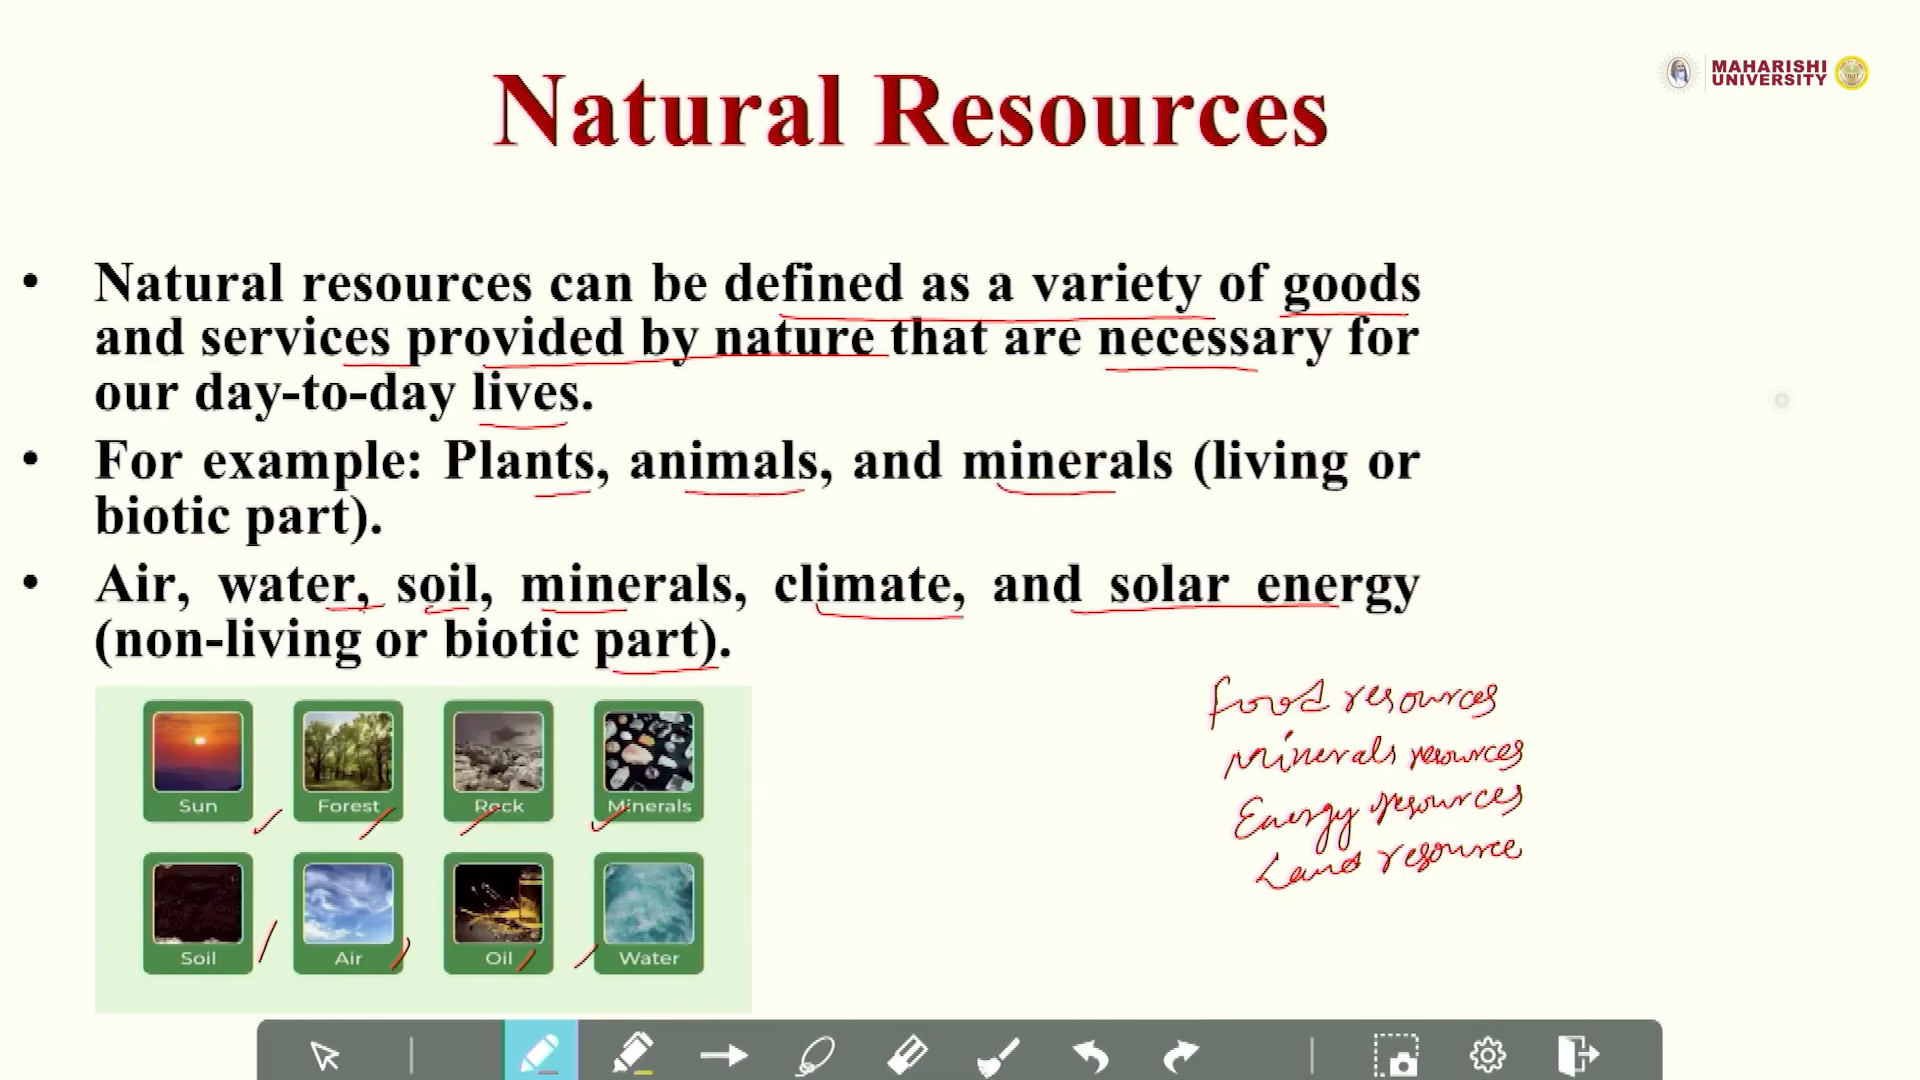 MAHARISHI
UNIVERSITY
Natural Resources
• Natural resources can be defined as a variety of goods
and services provided by nature that are necessary for
our day-to-day lives.
• For example: Plants, animals, and minerals (living or
biotic part).
• Air, water, soil, minerals, climate, and solar energy
(non-living or biotic part).
Food resources
Minerals resources
Energy resources
Land resource
Sun Forest Rock Minerals
Soil Air Oil Water